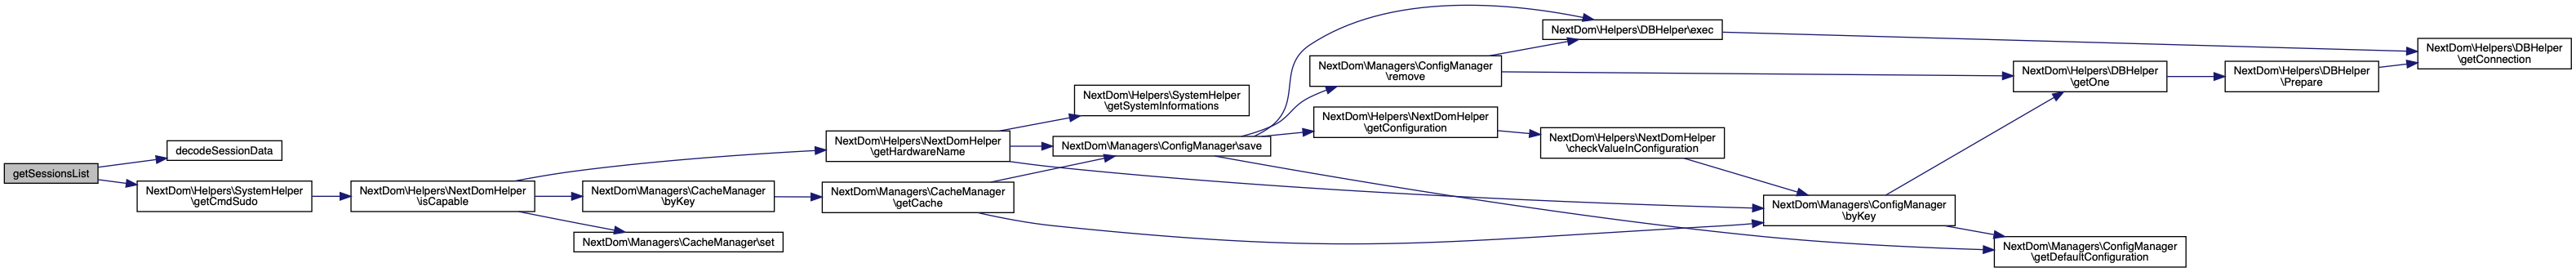 getSessionsList
decodeSessionData
NextDom\Helpers\SystemHelper
\getCmdSudo
NextDom\Helpers\NextDomHelper
\isCapable
NextDom\Helpers\NextDomHelper
\getHardwareName
NextDom\Managers\CacheManager
\byKey
NextDom\Managers\CacheManager\set
NextDom\Managers\CacheManager
\getCache
NextDom\Helpers\SystemHelper
\getSystemInformations
NextDom\Managers\ConfigManager\save
NextDom\Helpers\DBHelper\exec
NextDom\Managers\ConfigManager
\remove
NextDom\Helpers\NextDomHelper
\getConfiguration
NextDom\Helpers\NextDomHelper
\checkValueInConfiguration
NextDom\Managers\ConfigManager
\byKey
NextDom\Helpers\DBHelper
\getOne
NextDom\Managers\ConfigManager
\getDefaultConfiguration
NextDom\Helpers\DBHelper
\Prepare
NextDom\Helpers\DBHelper
\getConnection